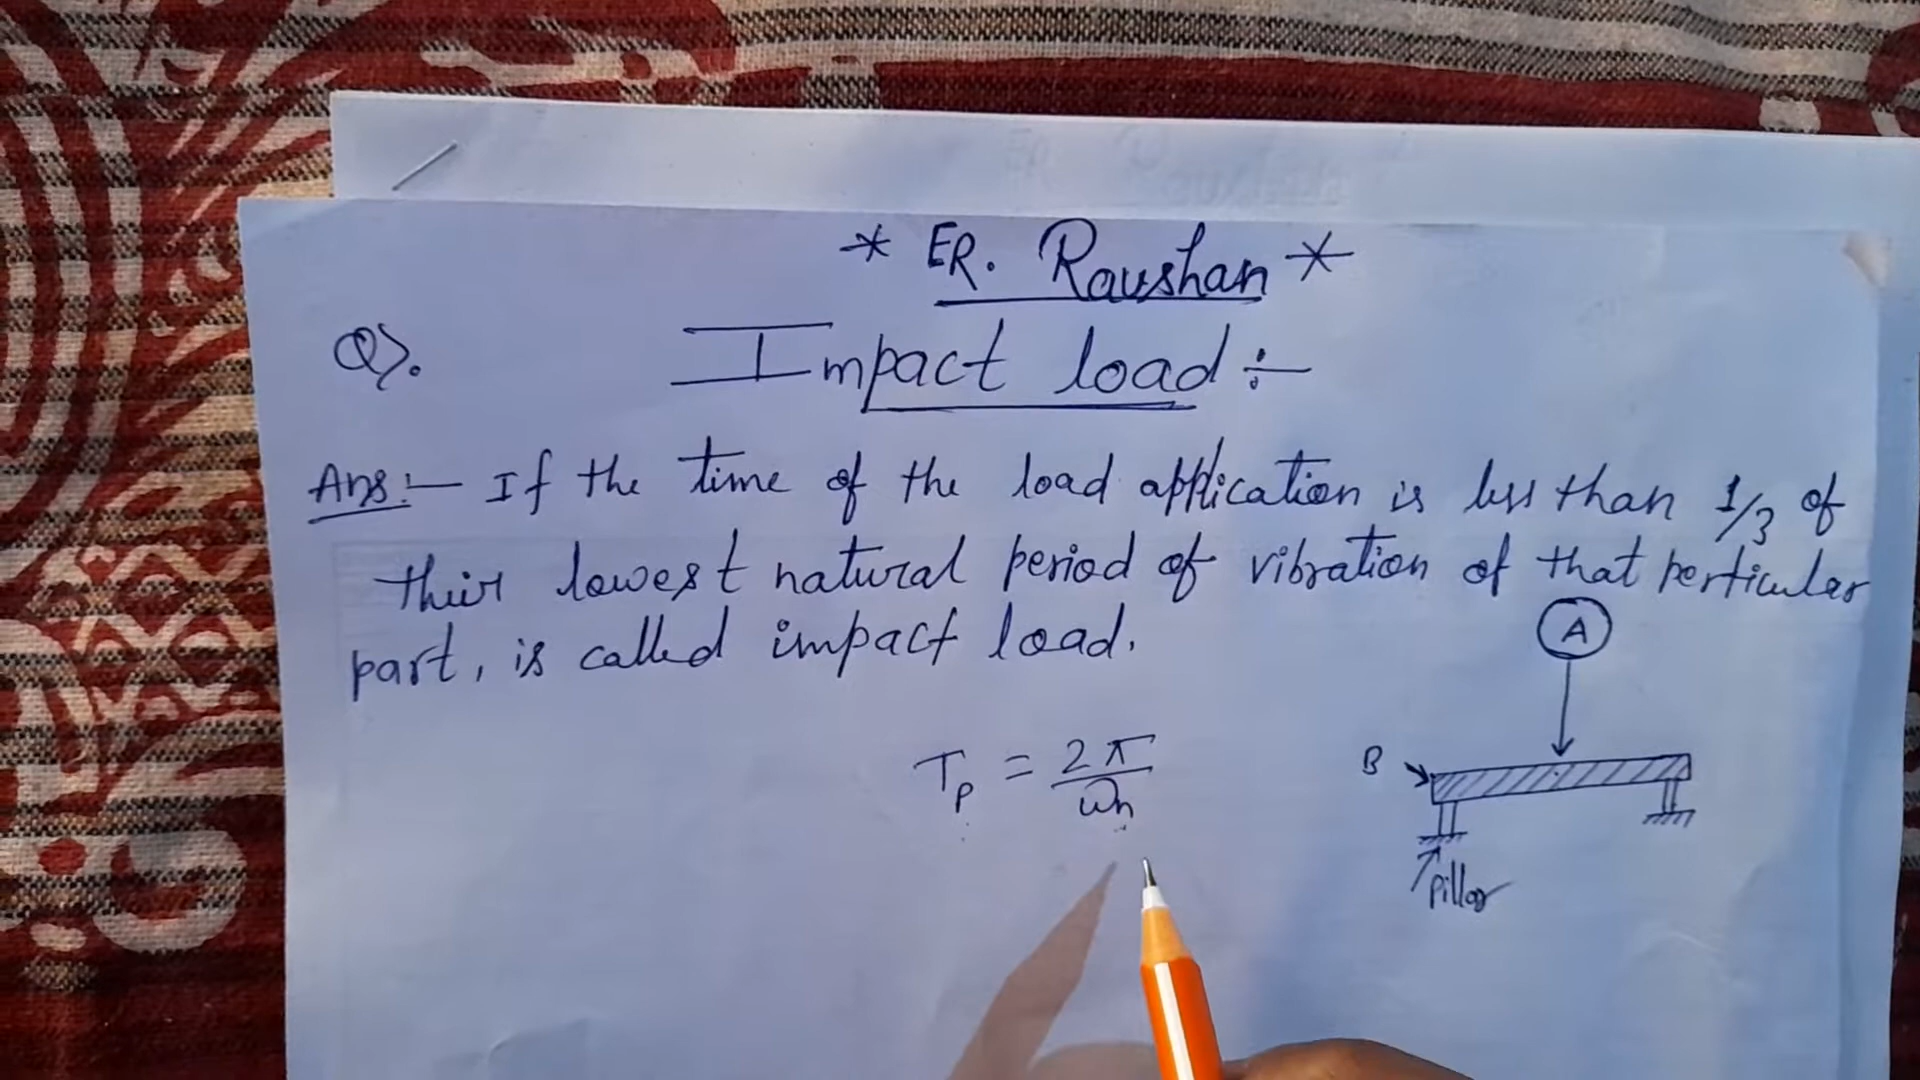 * ER. Raushan *
Q>.
Impact load :-
Ans:- If the time of the load application is less than 1/3 of
their lowest natural period of vibration of that perticular
part, is called impact load.
A
Tp = 2π/ωn
B
Pillar